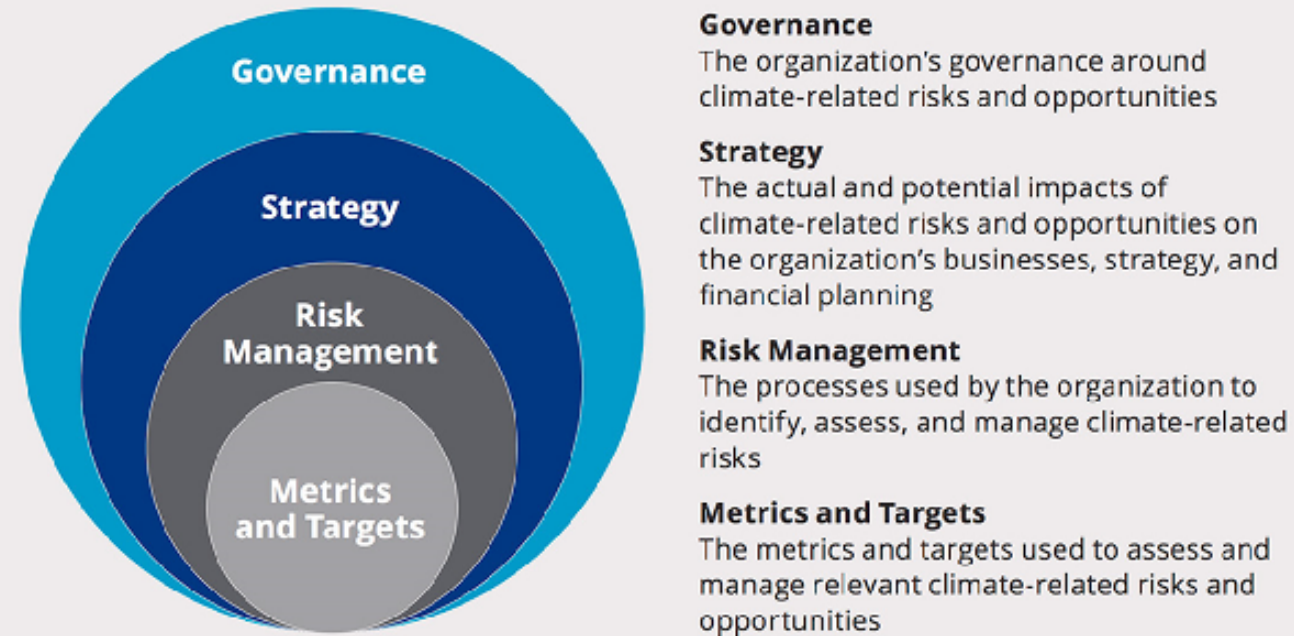 Governance
Strategy
Risk
Management
Metrics
and Targets
Governance
The organization's governance around
climate-related risks and opportunities
Strategy
The actual and potential impacts of
climate-related risks and opportunities on
the organization's businesses, strategy, and
financial planning
Risk Management
The processes used by the organization to
identify, assess, and manage climate-related
risks
Metrics and Targets
The metrics and targets used to assess and
manage relevant climate-related risks and
opportunities